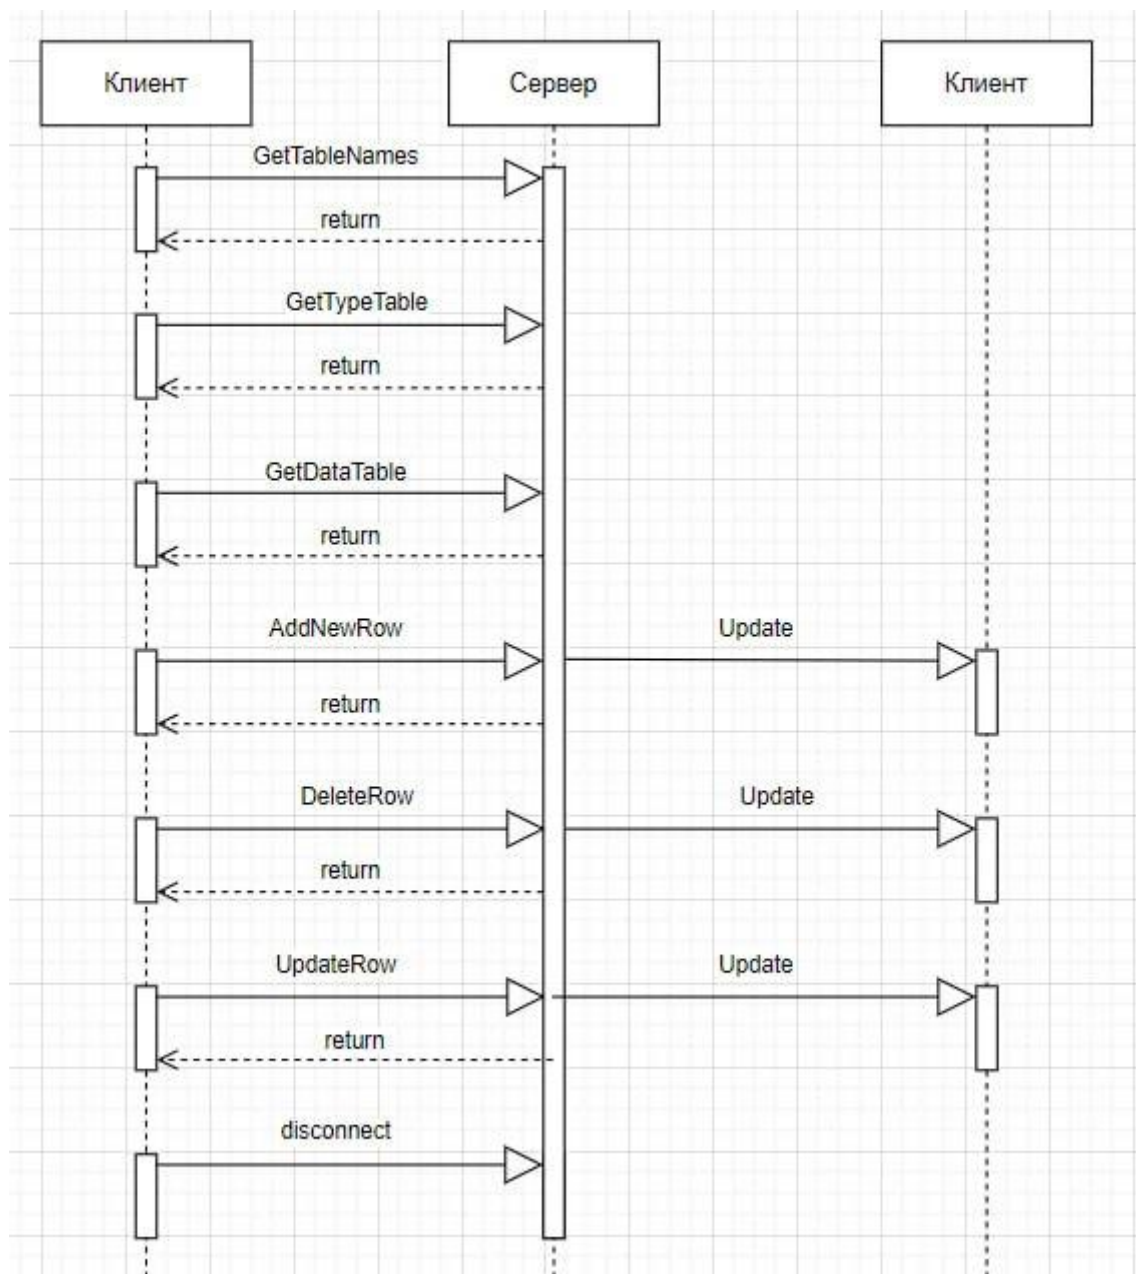 Клиент
Сервер
Клиент
GetTableNames
return
GetTypeTable
return
GetDataTable
return
AddNewRow
Update
return
DeleteRow
Update
return
UpdateRow
Update
return
disconnect